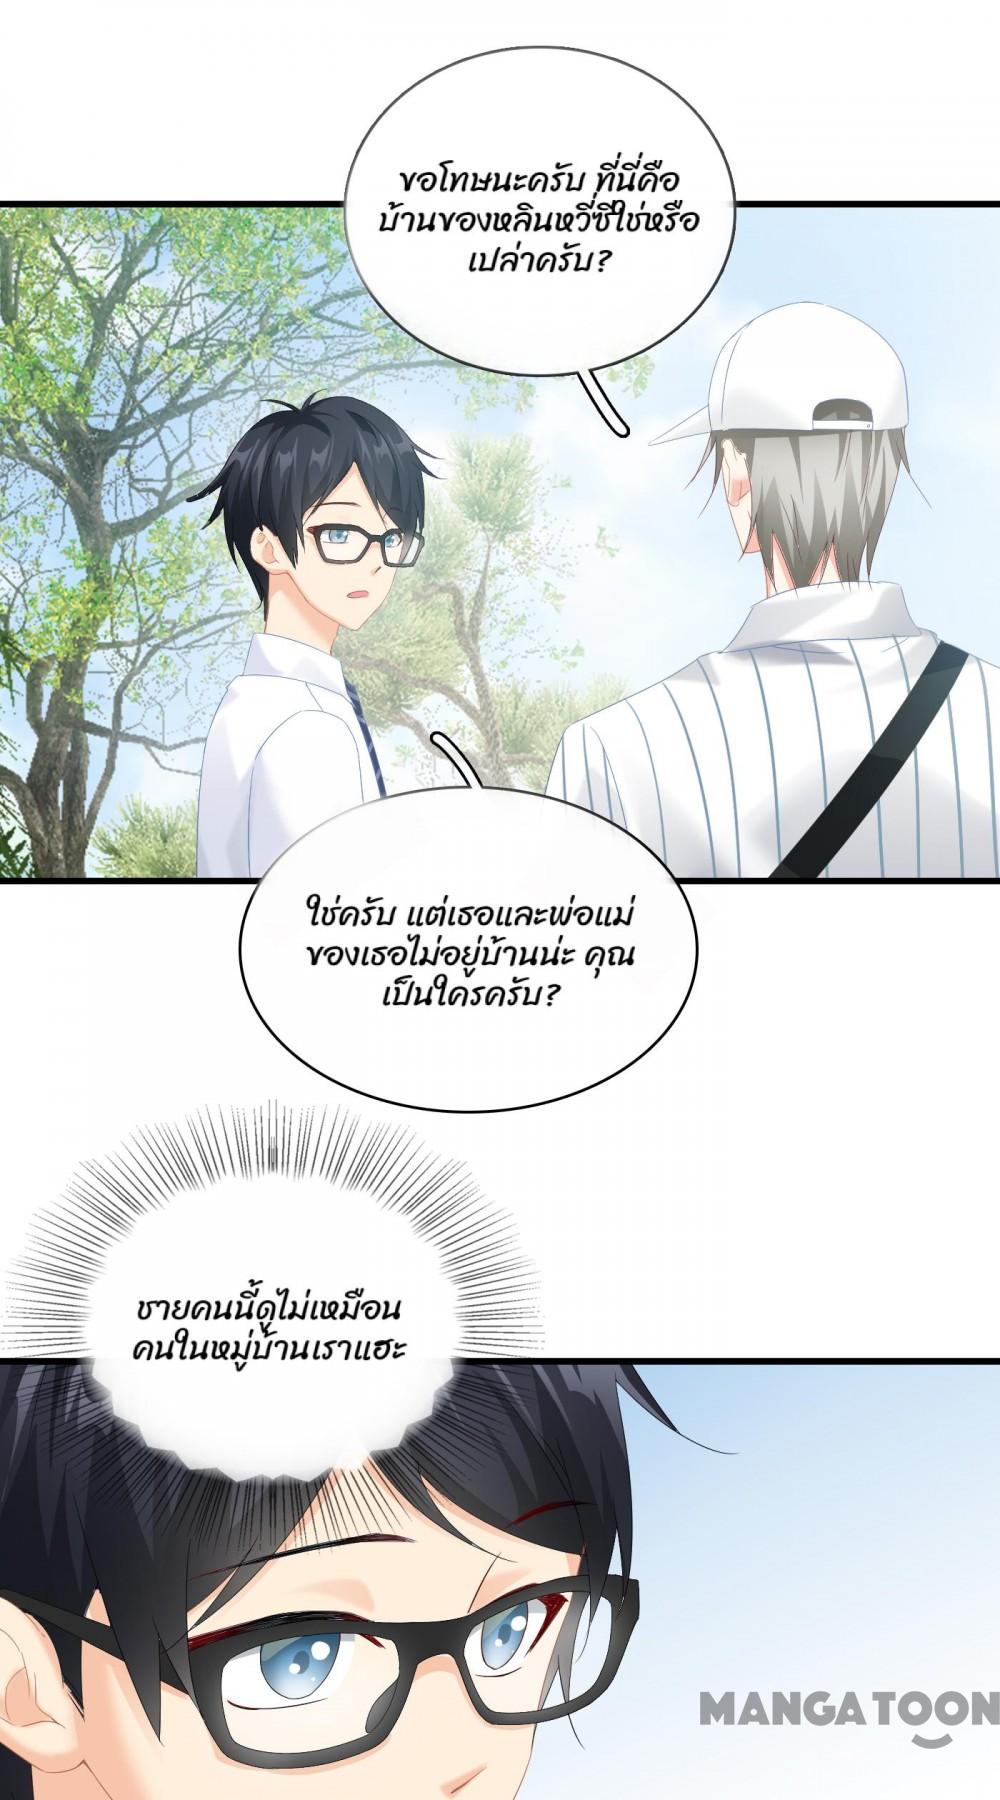 ขอโทษนะครับ ที่นี่คือ
บ้านของหลินหวี่ซีใช่หรือ
เปล่าครับ?
ใช่ครับ แต่เธอและพ่อแม่
ของเธอไม่อยู่บ้านน่ะ คุณ
เป็นใครครับ?
ชายคนนี้ดูไม่เหมือน
คนในหมู่บ้านเราแฮะ
MANGATOON